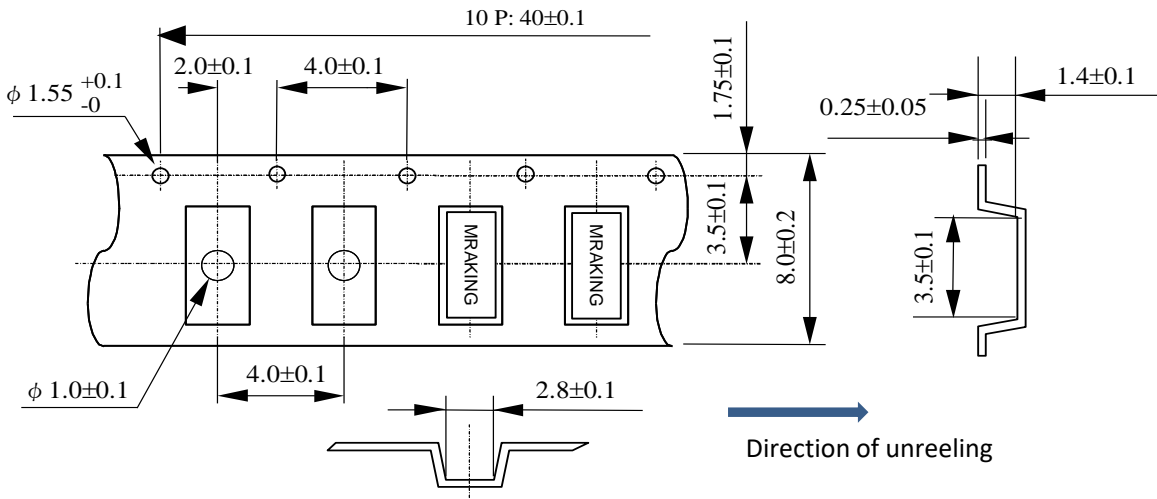 10 P: 40±0.1
2.0±0.1
4.0±0.1
φ 1.55 +0.1 -0
1.75±0.1
0.25±0.05
1.4±0.1
3.5±0.1
8.0±0.2
3.5±0.1
MRAKING
MRAKING
φ 1.0±0.1
4.0±0.1
2.8±0.1
Direction of unreeling